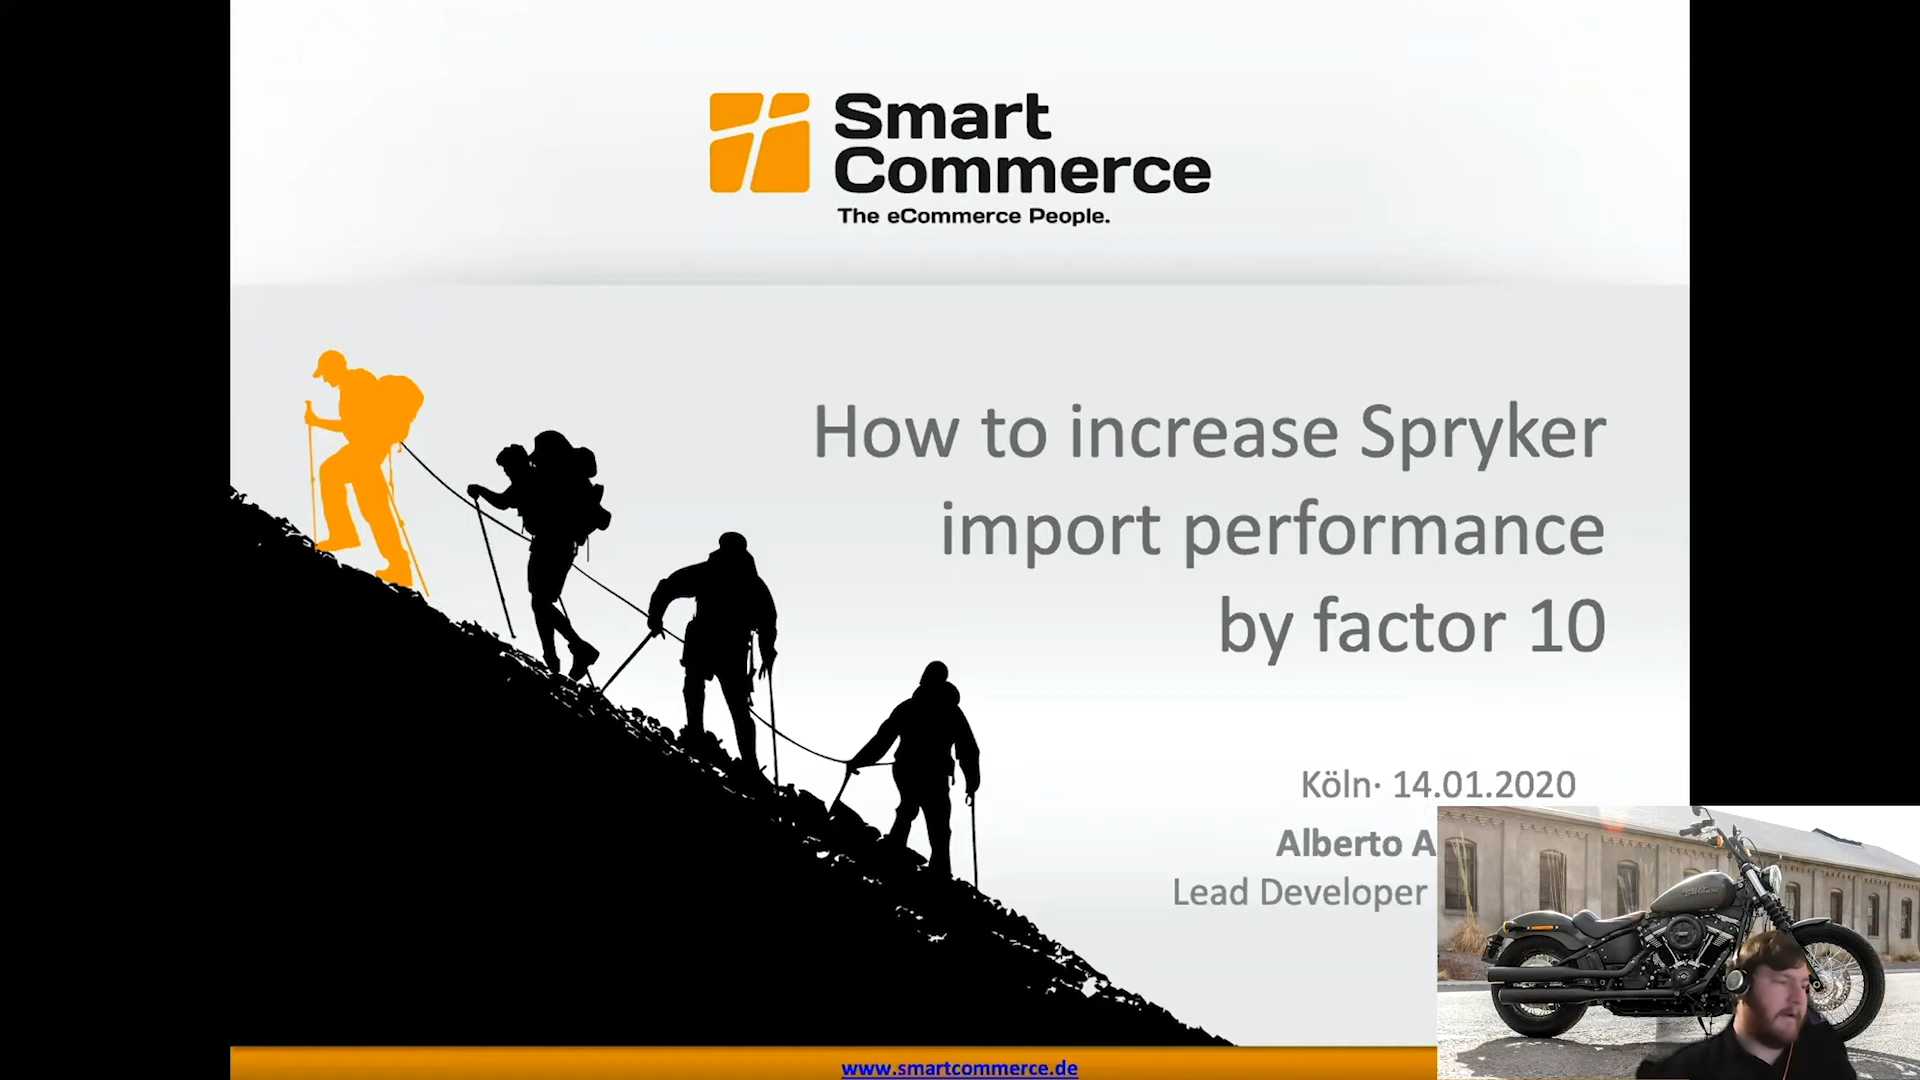 Smart
Commerce
The eCommerce People.
How to increase Spryker
import performance
by factor 10
Köln· 14.01.2020
Alberto A
Lead Developer
www.smartcommerce.de